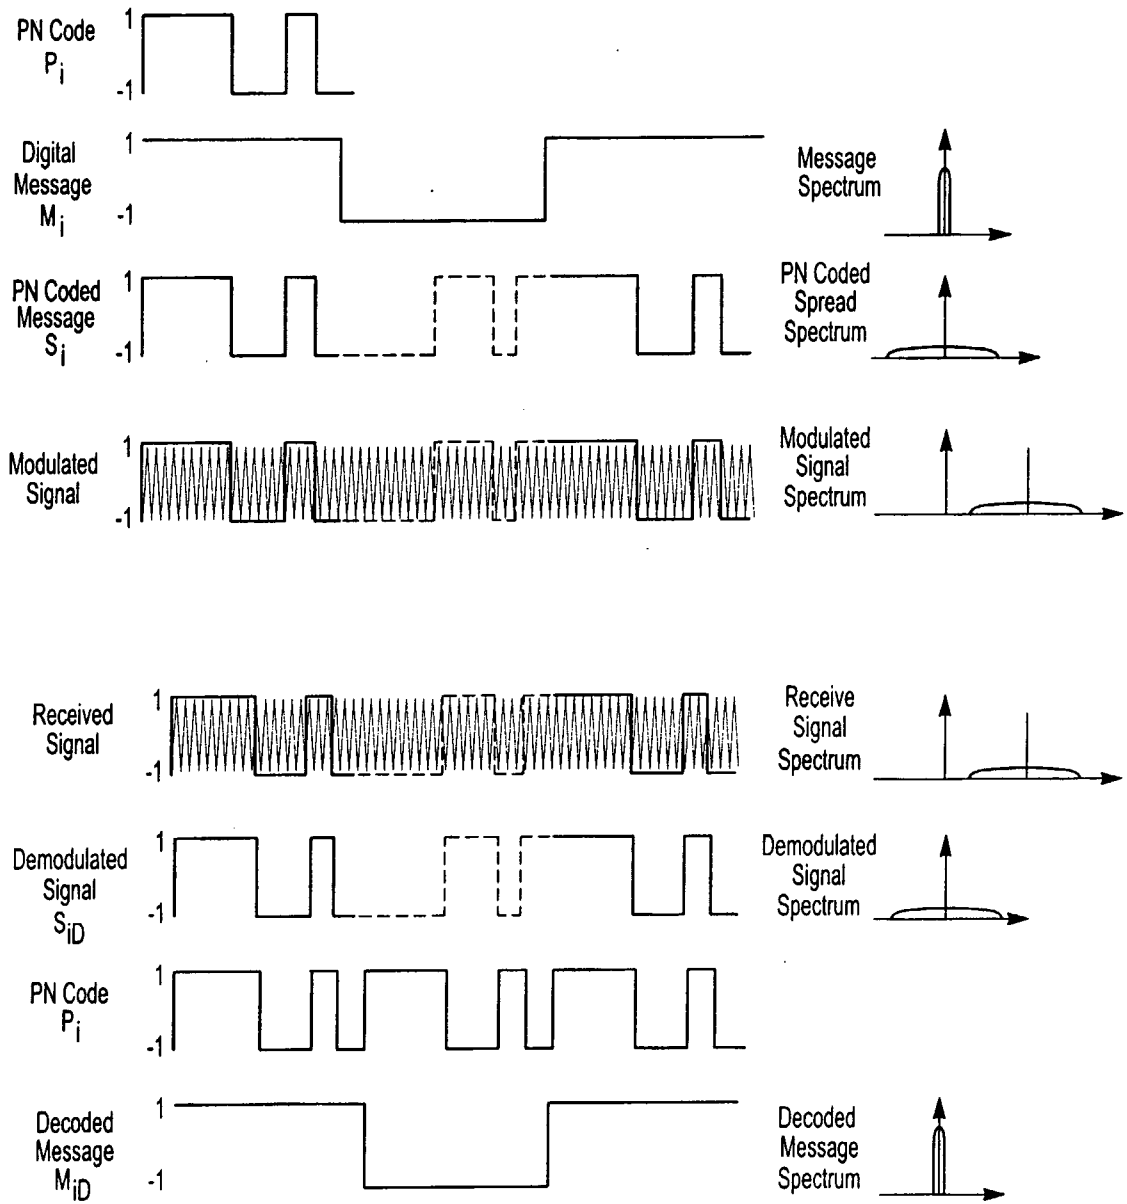 PN Code
P i
1
-1
Digital
Message
M i
1
-1
Message
Spectrum
PN Coded
Message
S i
1
-1
PN Coded
Spread
Spectrum
Modulated
Signal
1
-1
Modulated
Signal
Spectrum
Received
Signal
1
-1
Receive
Signal
Spectrum
Demodulated
Signal
S iD
1
-1
Demodulated
Signal
Spectrum
PN Code
P i
1
-1
Decoded
Message
M iD
1
-1
Decoded
Message
Spectrum